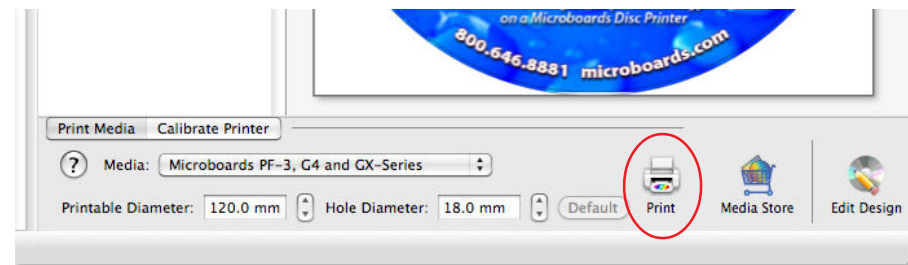 on a Microboards Disc Printer
800.646.8881 microboards.com
Print Media Calibrate Printer
? Media: Microboards PF-3, G4 and GX-Series
Printable Diameter: 120.0 mm Hole Diameter: 18.0 mm Default Print Media Store Edit Design